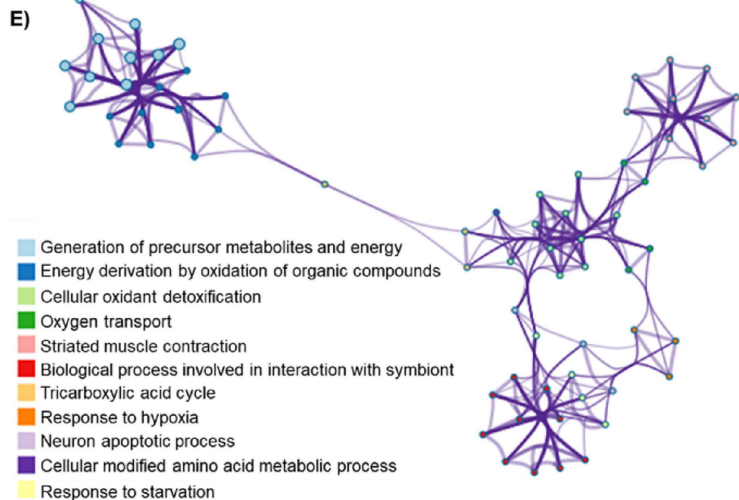 E)
Generation of precursor metabolites and energy
Energy derivation by oxidation of organic compounds
Cellular oxidant detoxification
Oxygen transport
Striated muscle contraction
Biological process involved in interaction with symbiont
Tricarboxylic acid cycle
Response to hypoxia
Neuron apoptotic process
Cellular modified amino acid metabolic process
Response to starvation